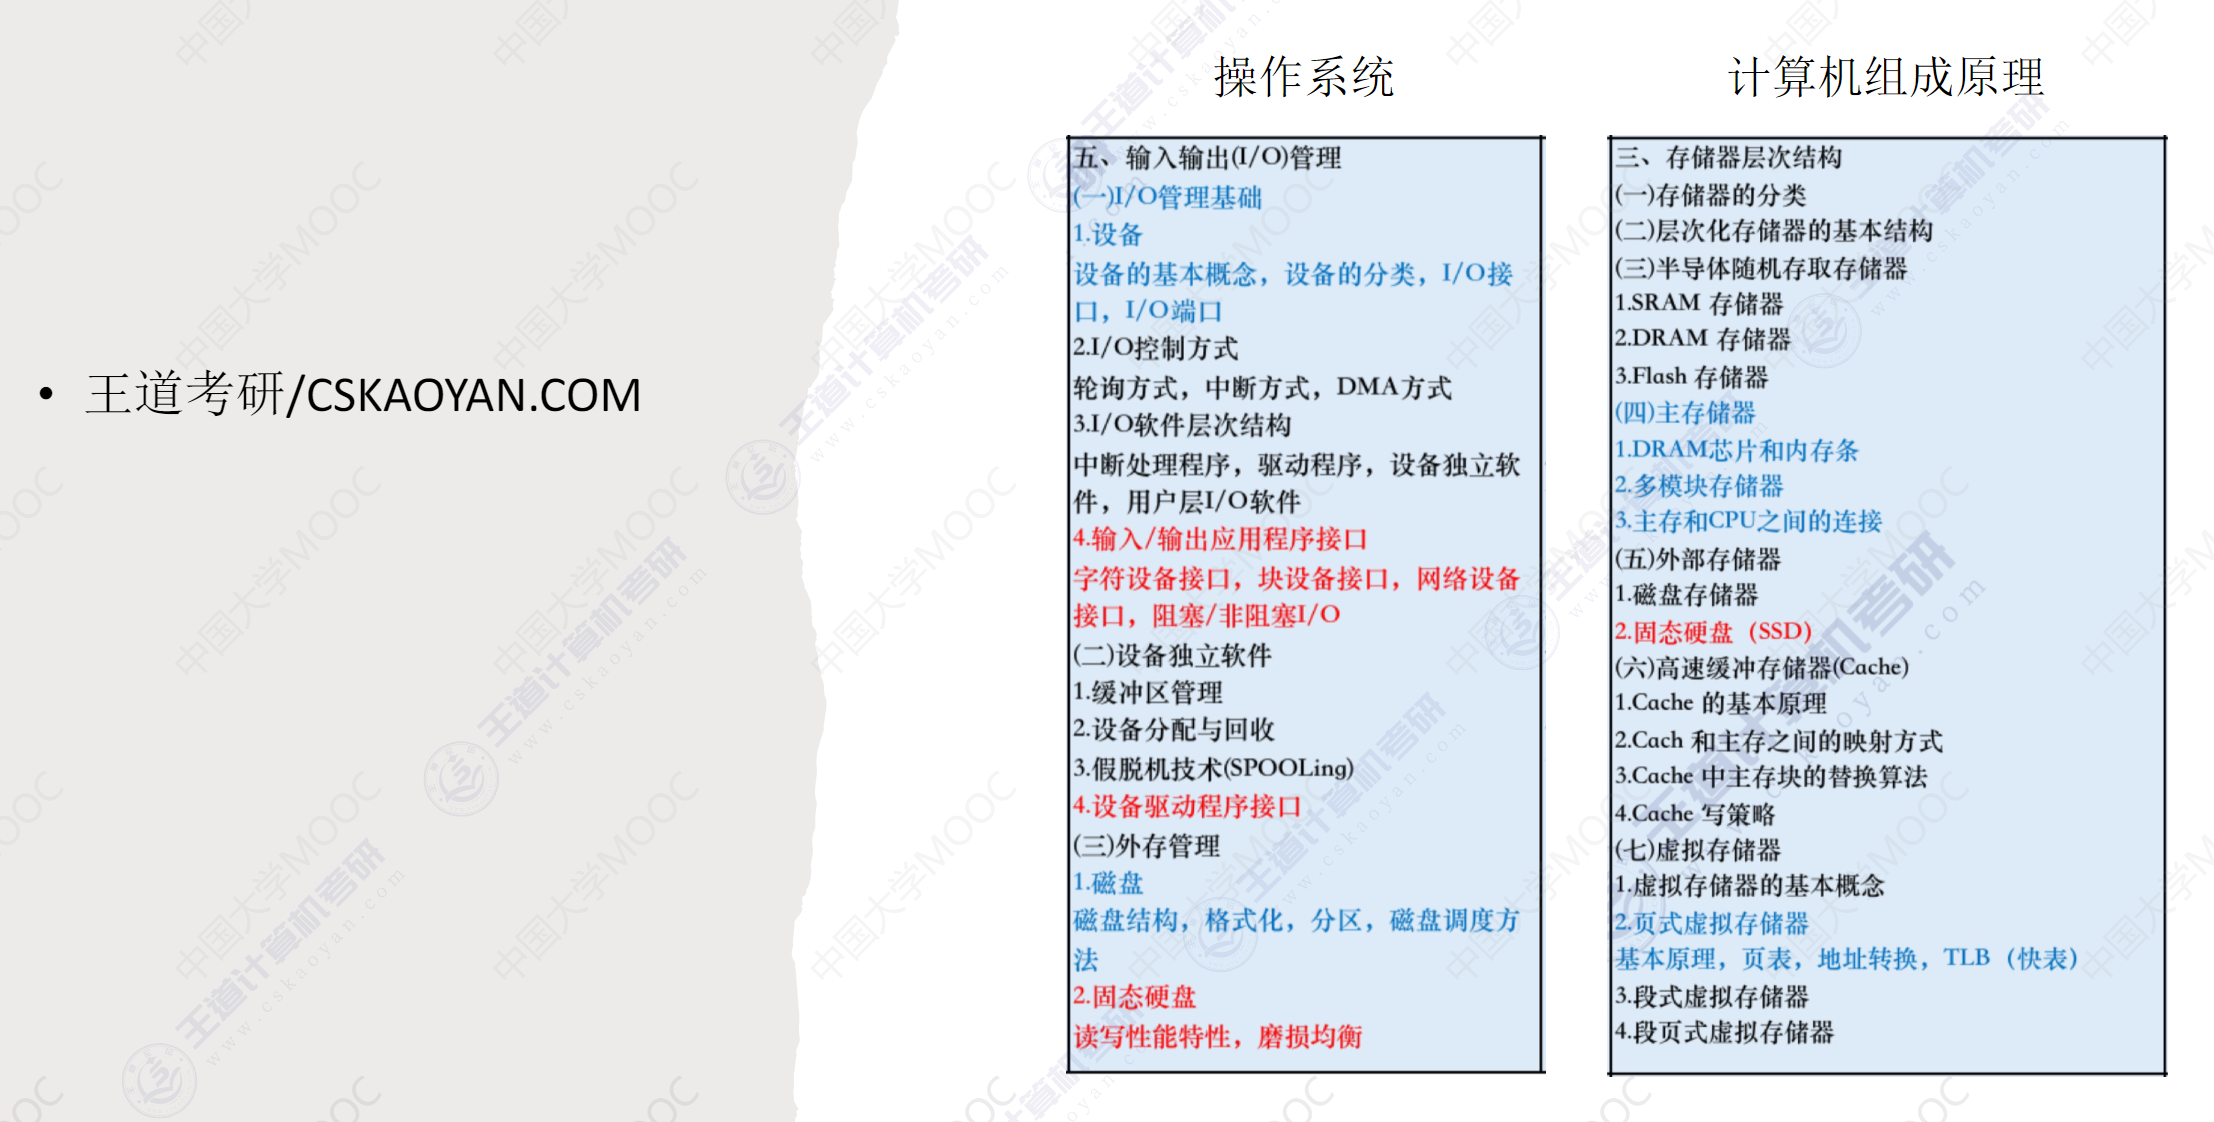 • 王道考研/CSKAOYAN.COM
操作系统
五、输入输出(I/O)管理
(一)I/O管理基础
1.设备
设备的基本概念，设备的分类，I/O接
口，I/O端口
2.I/O控制方式
轮询方式，中断方式，DMA方式
3.I/O软件层次结构
中断处理程序，驱动程序，设备独立软
件，用户层I/O软件
4.输入/输出应用程序接口
字符设备接口，块设备接口，网络设备
接口，阻塞/非阻塞I/O
(二)设备独立软件
1.缓冲区管理
2.设备分配与回收
3.假脱机技术(SPOOLing)
4.设备驱动程序接口
(三)外存管理
1.磁盘
磁盘结构，格式化，分区，磁盘调度方
法
2.固态硬盘
读写性能特性，磨损均衡
计算机组成原理
三、存储器层次结构
(一)存储器的分类
(二)层次化存储器的基本结构
(三)半导体随机存取存储器
1.SRAM 存储器
2.DRAM 存储器
3.Flash 存储器
(四)主存储器
1.DRAM芯片和内存条
2.多模块存储器
3.主存和CPU之间的连接
(五)外部存储器
1.磁盘存储器
2.固态硬盘（SSD）
(六)高速缓冲存储器(Cache)
1.Cache 的基本原理
2.Cach 和主存之间的映射方式
3.Cache 中主存块的替换算法
4.Cache 写策略
(七)虚拟存储器
1.虚拟存储器的基本概念
2.页式虚拟存储器
基本原理，页表，地址转换，TLB（快表）
3.段式虚拟存储器
4.段页式虚拟存储器
中国大学MOOC
王道计算机考研
www.cskaoyan.com